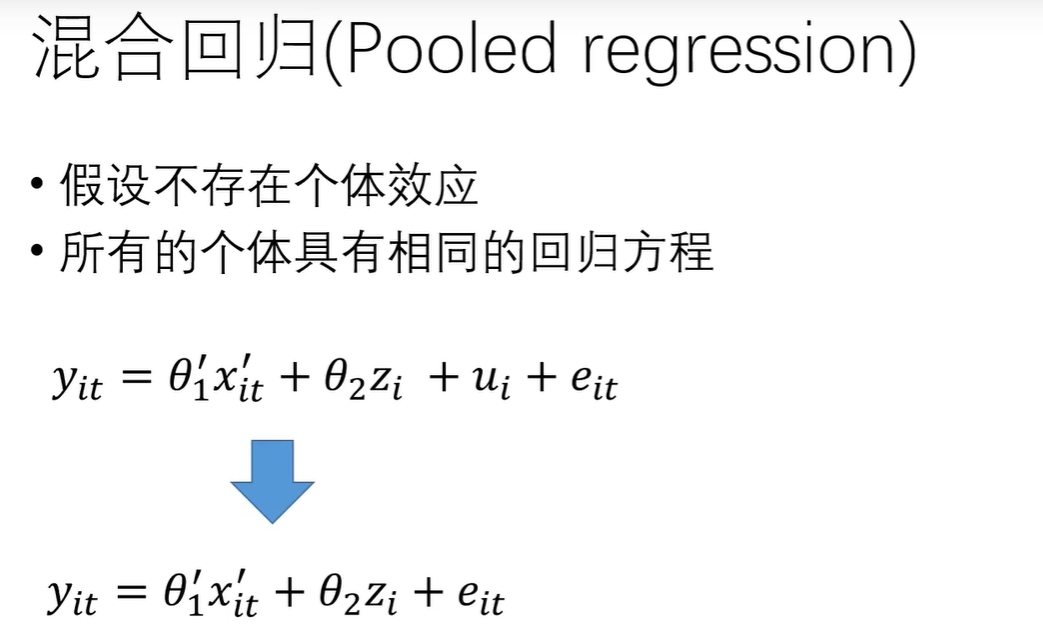 混合回归(Pooled regression)
• 假设不存在个体效应
• 所有的个体具有相同的回归方程
$y_{it} = \theta_1' x_{it}' + \theta_2 z_i + u_i + e_{it}$
$y_{it} = \theta_1' x_{it}' + \theta_2 z_i + e_{it}$